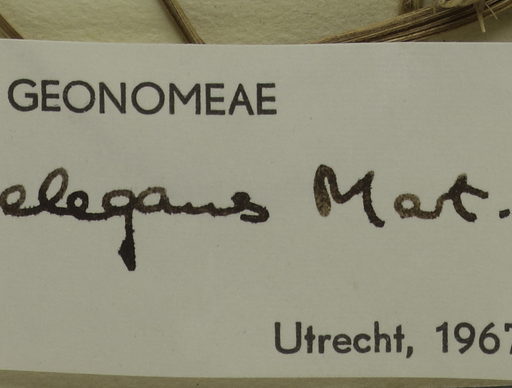 GEONOMEAE
elegans Mart.
Utrecht, 1967